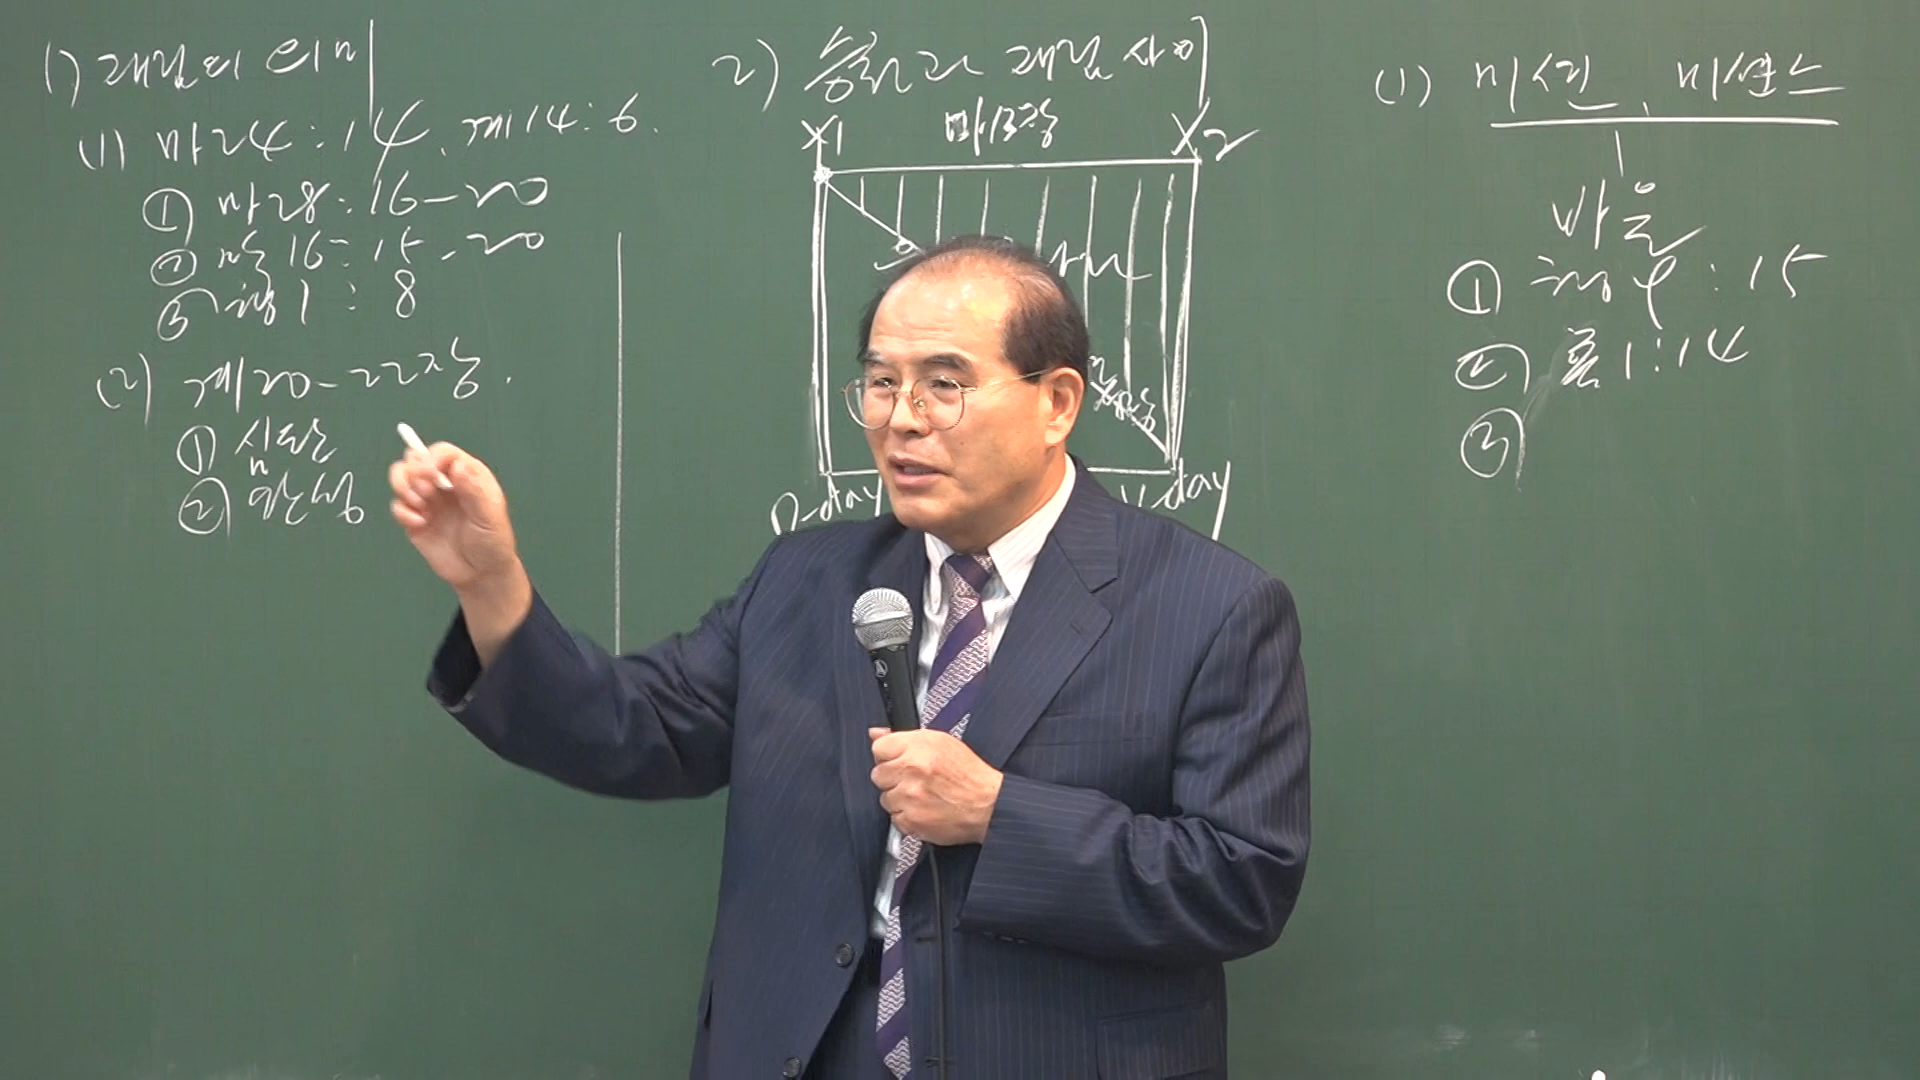 1) 재림의 의미
(1) 마24:14, 계14:6.
① 마28:16-20
② 막16:15-20
③ 행1:8
(2) 계20-22장.
① 심판
② 완성
2) 승천과 재림 사이
마13장
X1
X2
D-day
V-day
(1) 미션, 미션스
바울
① 행9:15
② 롬1:14
③